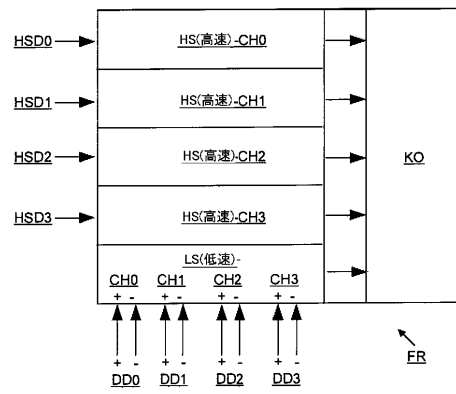 HSD0 HS(高速)-CH0
HSD1 HS(高速)-CH1
HSD2 HS(高速)-CH2 KO
HSD3 HS(高速)-CH3
LS(低速)-
CH0 CH1 CH2 CH3
+ - + - + - + -
+ - + - + - + -
DD0 DD1 DD2 DD3
FR